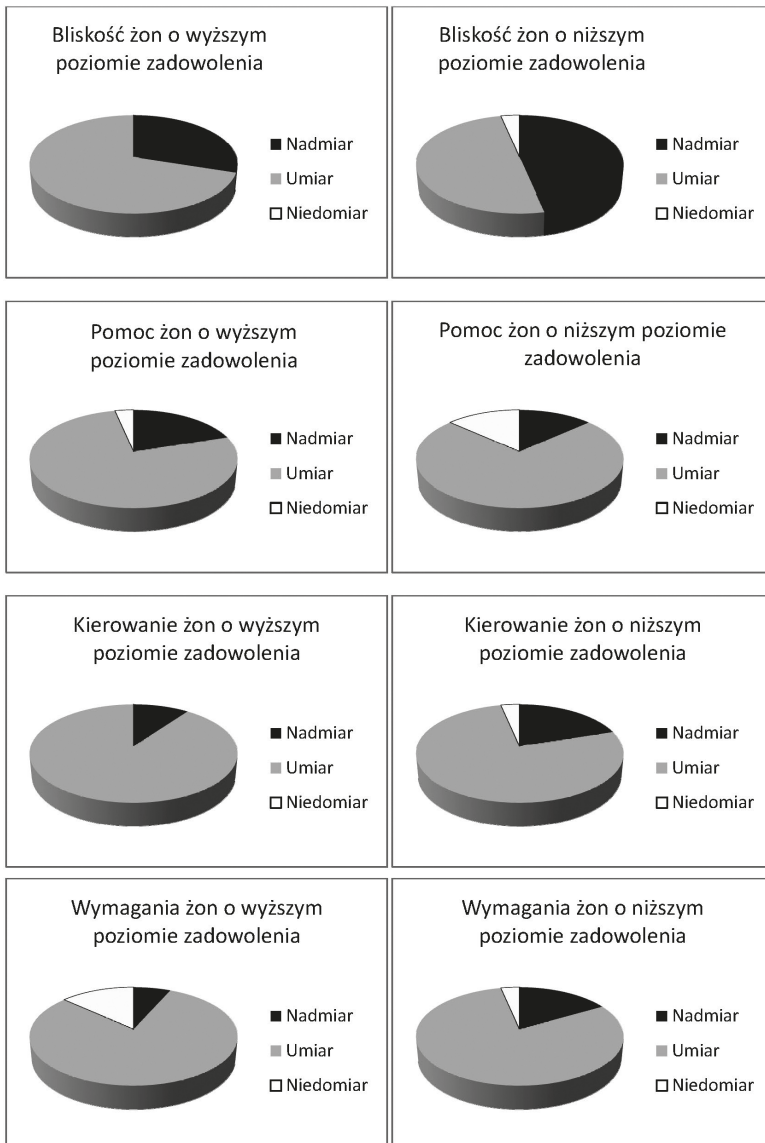 Bliskość żon o wyższym
poziomie zadowolenia
Nadmiar
Umiar
Niedomiar
Bliskość żon o niższym
poziomie zadowolenia
Nadmiar
Umiar
Niedomiar
Pomoc żon o wyższym
poziomie zadowolenia
Nadmiar
Umiar
Niedomiar
Pomoc żon o niższym poziomie
zadowolenia
Nadmiar
Umiar
Niedomiar
Kierowanie żon o wyższym
poziomie zadowolenia
Nadmiar
Umiar
Niedomiar
Kierowanie żon o niższym
poziomie zadowolenia
Nadmiar
Umiar
Niedomiar
Wymagania żon o wyższym
poziomie zadowolenia
Nadmiar
Umiar
Niedomiar
Wymagania żon o niższym
poziomie zadowolenia
Nadmiar
Umiar
Niedomiar